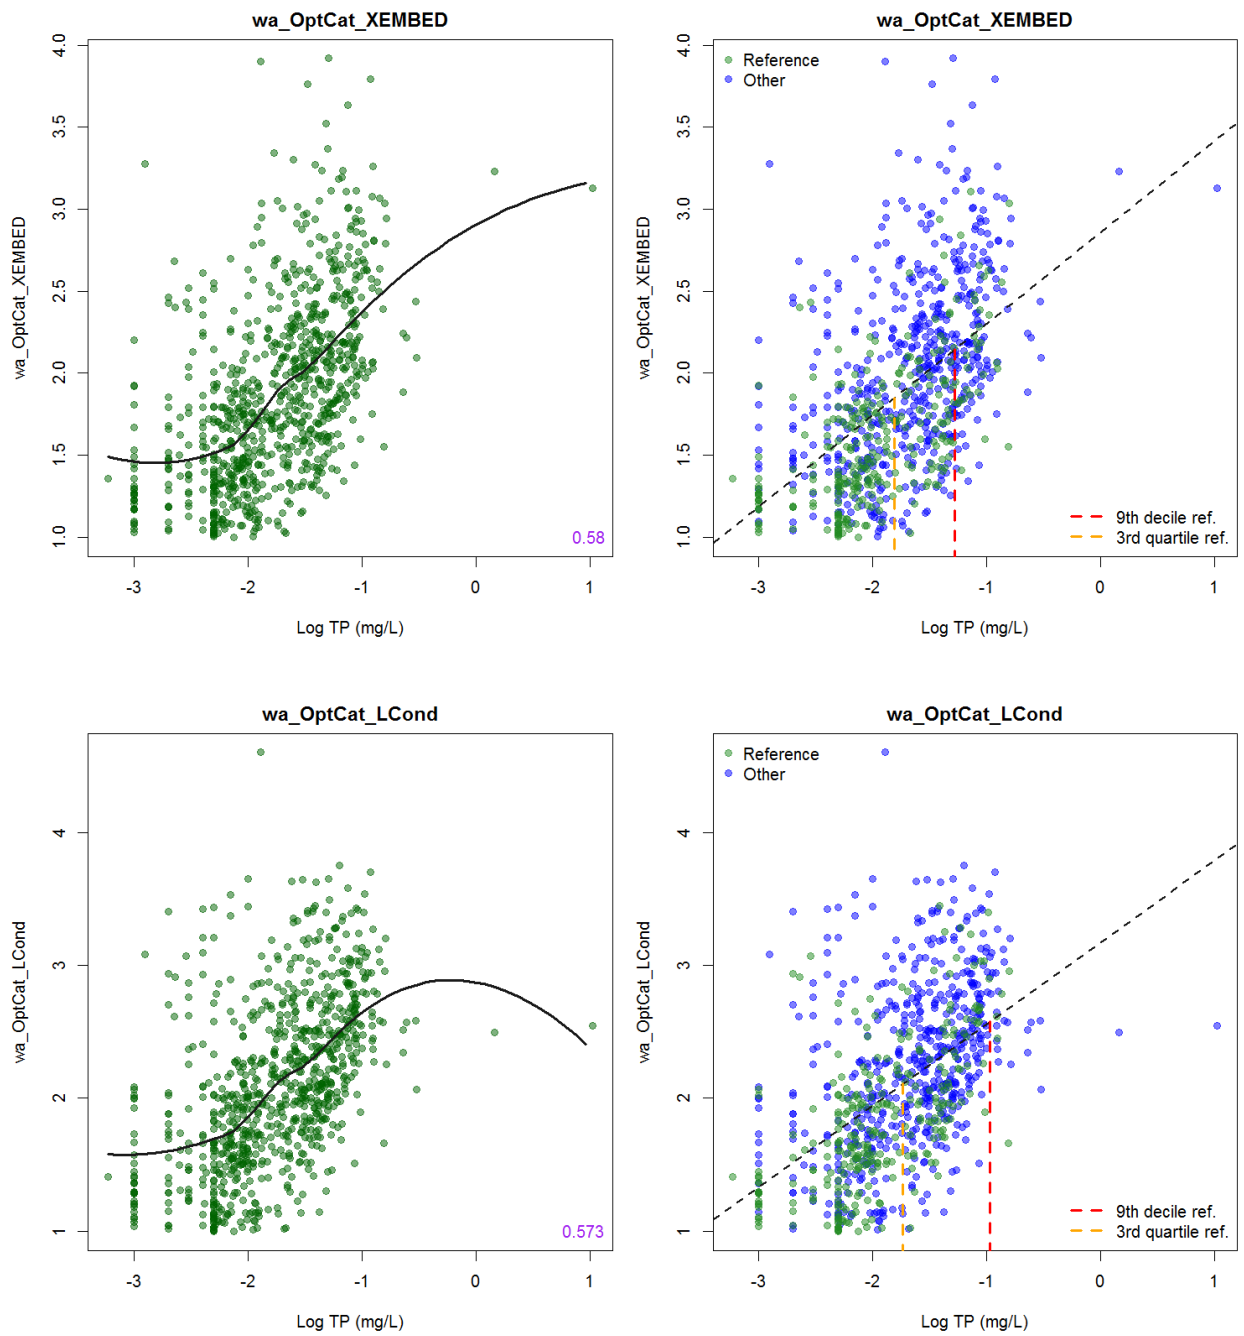 wa_OptCat_XEMBED
4.0
3.5
3.0
2.5
2.0
1.5
1.0
wa_OptCat_XEMBED
0.58
-3 -2 -1 0 1
Log TP (mg/L)
wa_OptCat_XEMBED
Reference
Other
4.0
3.5
3.0
2.5
2.0
1.5
1.0
wa_OptCat_XEMBED
9th decile ref.
3rd quartile ref.
-3 -2 -1 0 1
Log TP (mg/L)
wa_OptCat_LCond
4
3
2
1
wa_OptCat_LCond
0.573
-3 -2 -1 0 1
Log TP (mg/L)
wa_OptCat_LCond
Reference
Other
4
3
2
1
wa_OptCat_LCond
9th decile ref.
3rd quartile ref.
-3 -2 -1 0 1
Log TP (mg/L)